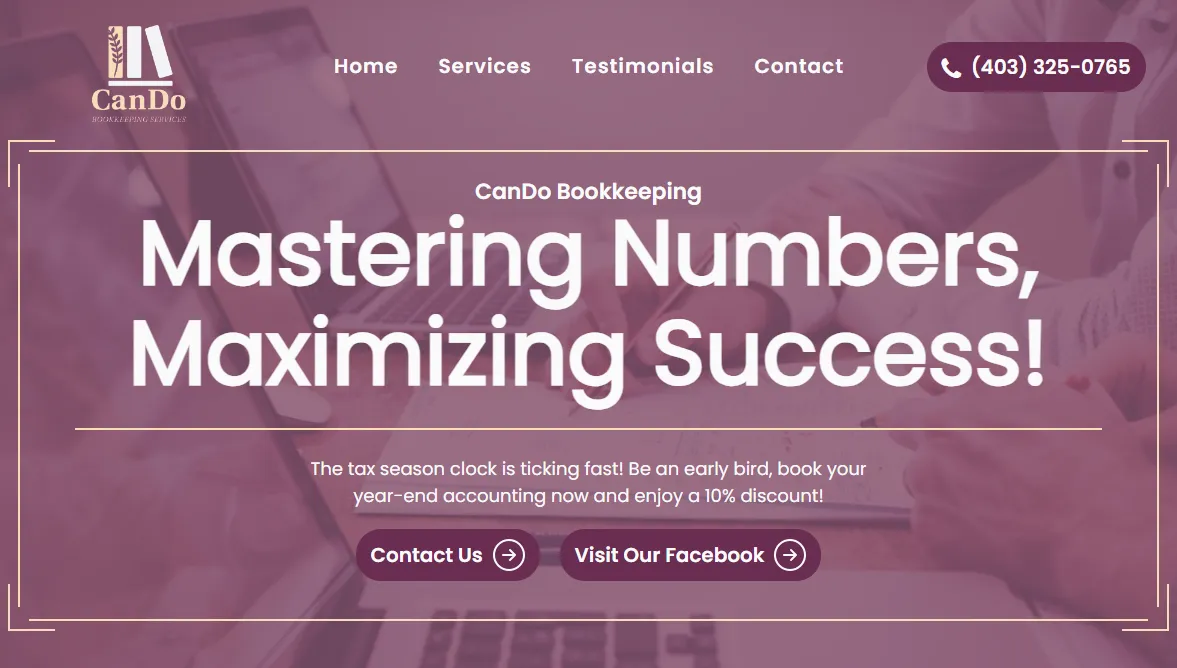 CanDo
BOOKKEEPING SERVICES
Home Services Testimonials Contact
(403) 325-0765
CanDo Bookkeeping
Mastering Numbers,
Maximizing Success!
The tax season clock is ticking fast! Be an early bird, book your
year-end accounting now and enjoy a 10% discount!
Contact Us
Visit Our Facebook